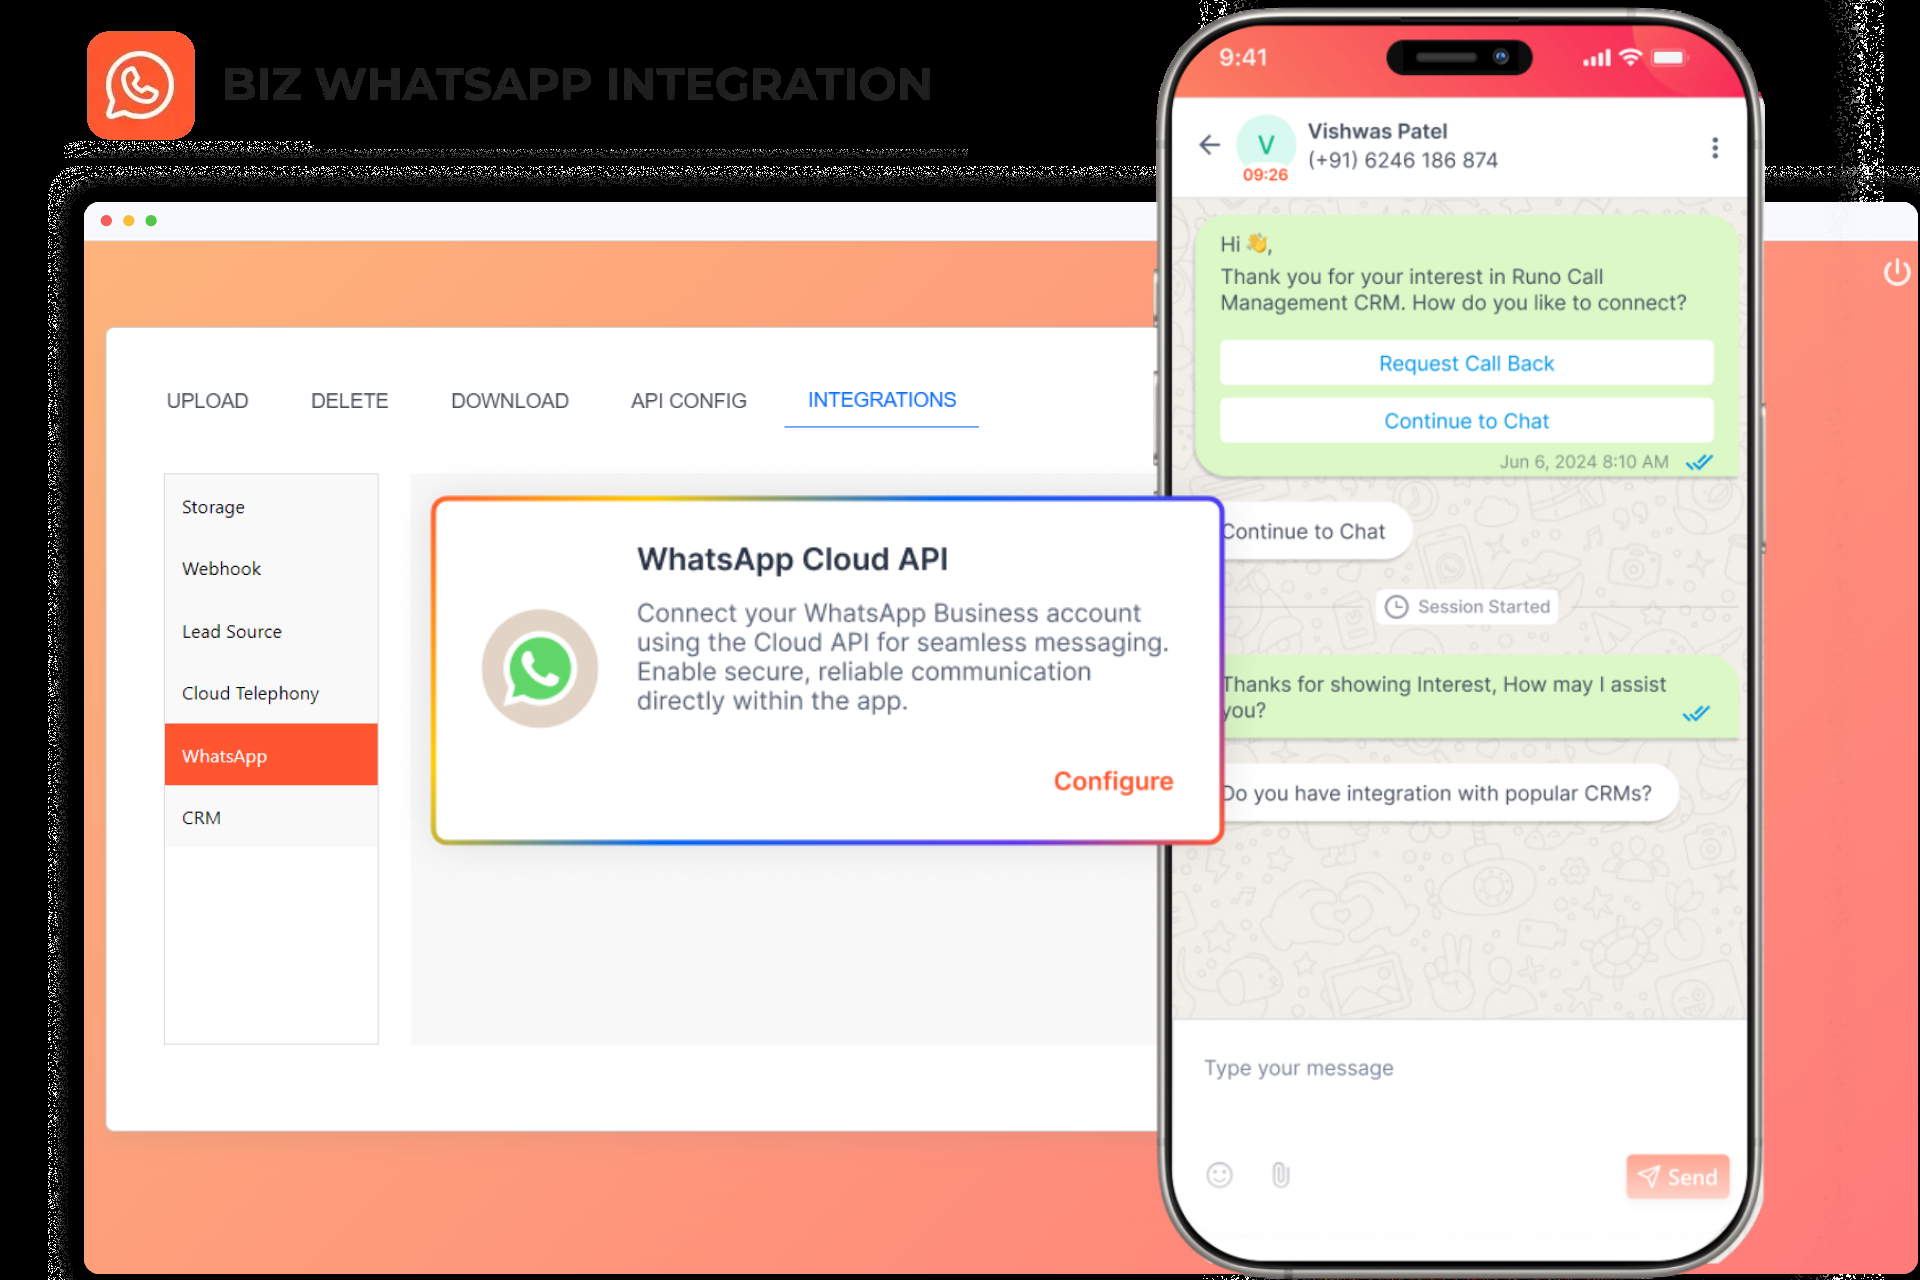 BIZ WHATSAPP INTEGRATION
UPLOAD
DELETE
DOWNLOAD
API CONFIG
INTEGRATIONS
Storage
Webhook
Lead Source
Cloud Telephony
WhatsApp
CRM
WhatsApp Cloud API
Connect your WhatsApp Business account
using the Cloud API for seamless messaging.
Enable secure, reliable communication
directly within the app.
Configure
9:41
V
09:26
Vishwas Patel
(+91) 6246 186 874
Hi 👋,
Thank you for your interest in Runo Call
Management CRM. How do you like to connect?
Request Call Back
Continue to Chat
Jun 6, 2024 8:10 AM
Continue to Chat
Session Started
Thanks for showing Interest, How may I assist
you?
Do you have integration with popular CRMs?
Type your message
Send